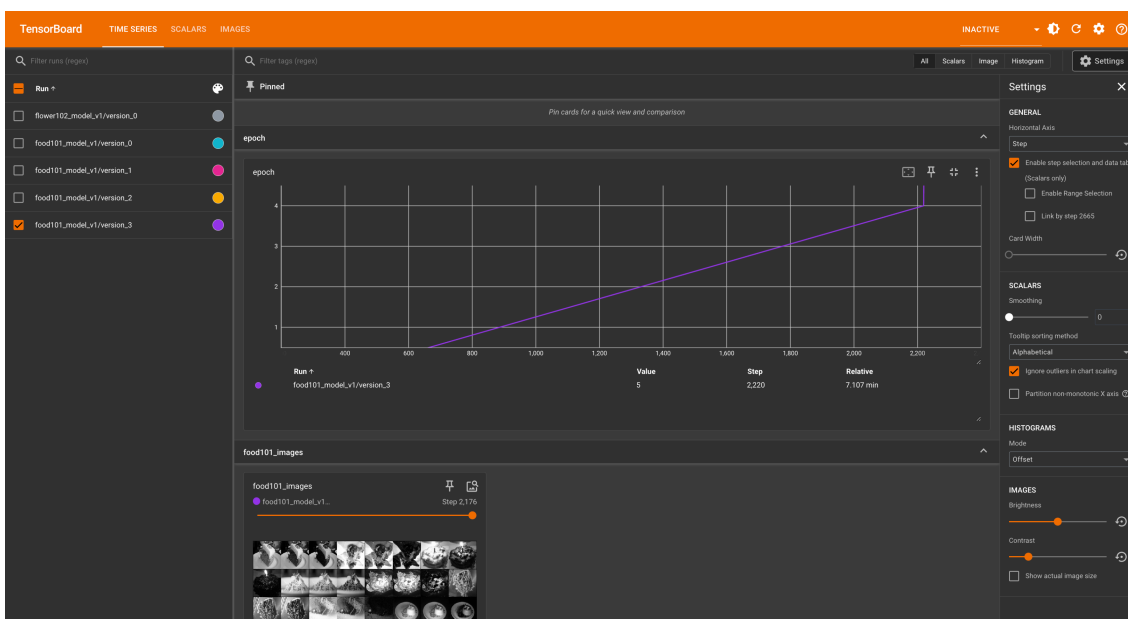 TensorBoard TIME SERIES SCALARS IMAGES INACTIVE
Filter runs (regex)
Run ↑
flower102_model_v1/version_0
food101_model_v1/version_0
food101_model_v1/version_1
food101_model_v1/version_2
food101_model_v1/version_3
Filter tags (regex)
All Scalars Image Histogram
Settings
Pinned
Pin cards for a quick view and comparison
epoch
epoch
4
3
2
1
400 600 800 1,000 1,200 1,400 1,600 1,800 2,000 2,200
Run ↑ Value Step Relative
food101_model_v1/version_3 5 2,220 7.107 min
food101_images
food101_images
food101_model_v1... Step 2,176
Settings
GENERAL
Horizontal Axis
Step
Enable step selection and data tab
(Scalars only)
Enable Range Selection
Link by step 2665
Card Width
SCALARS
Smoothing
0
Tooltip sorting method
Alphabetical
Ignore outliers in chart scaling
Partition non-monotonic X axis
HISTOGRAMS
Mode
Offset
IMAGES
Brightness
Contrast
Show actual image size